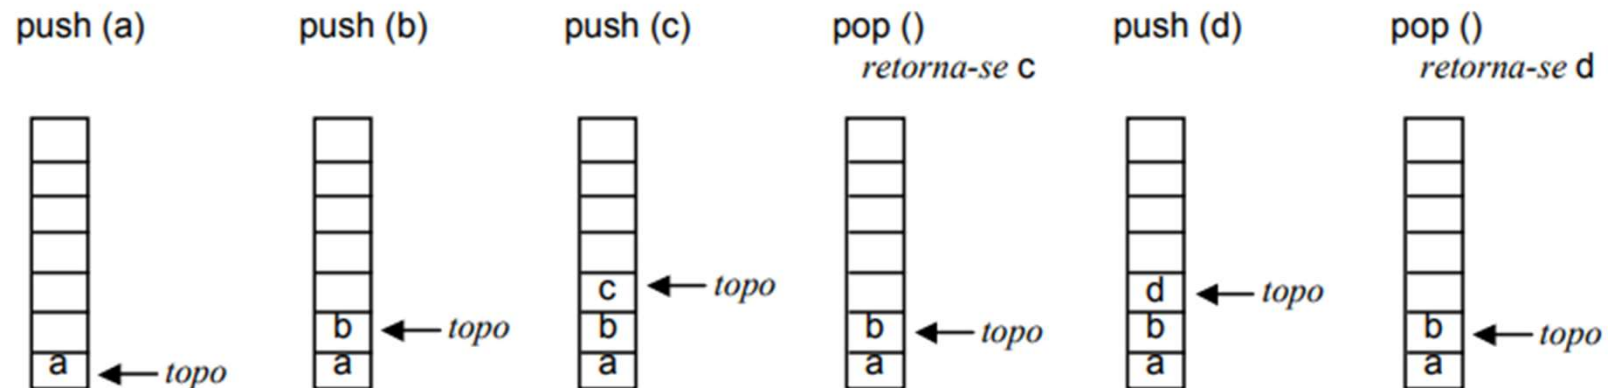 push (a)
push (b)
push (c)
pop ()
retorna-se c
push (d)
pop ()
retorna-se d
a
topo
b
topo
a
c
topo
b
a
b
topo
a
d
topo
b
a
b
topo
a